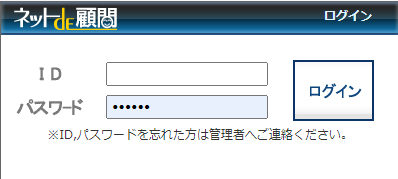 ネットdE顧問 ログイン
ID
パスワード ••••••
ログイン
※ID,パスワードを忘れた方は管理者へご連絡ください。